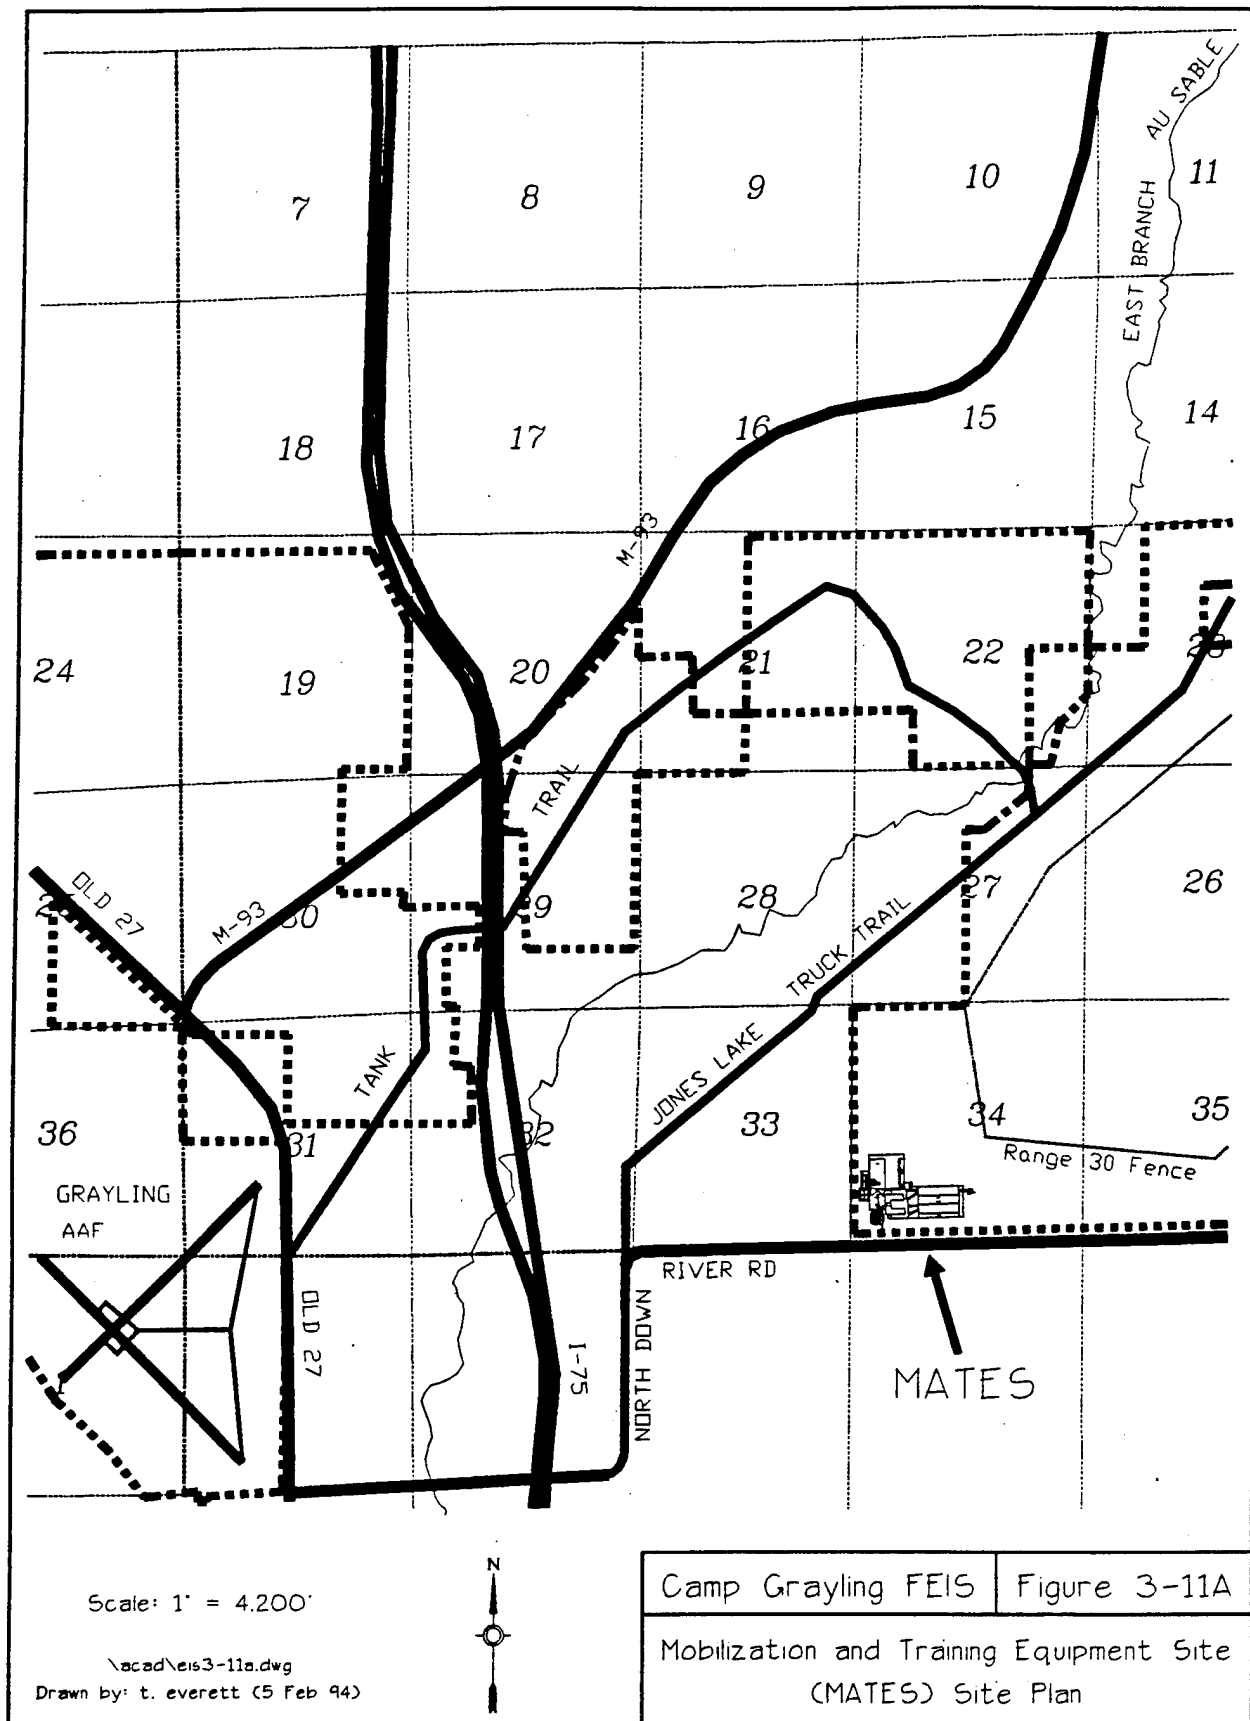 AU SABLE
EAST BRANCH
7
8
9
10
11
18
17
16
15
14
M-93
24
19
20
21
22
23
TRAIL
OLD 27
M-93
30
28
27
26
TRUCK TRAIL
JONES LAKE
TANK
36
31
32
33
34
35
Range 30 Fence
GRAYLING
AAF
RIVER RD
OLD 27
I-75
NORTH DOWN
MATES
N
Scale: 1" = 4,200'
\acad\eis3-11a.dwg
Drawn by: t. everett (5 Feb 94)
Camp Grayling FEIS
Figure 3-11A
Mobilization and Training Equipment Site
(MATES) Site Plan